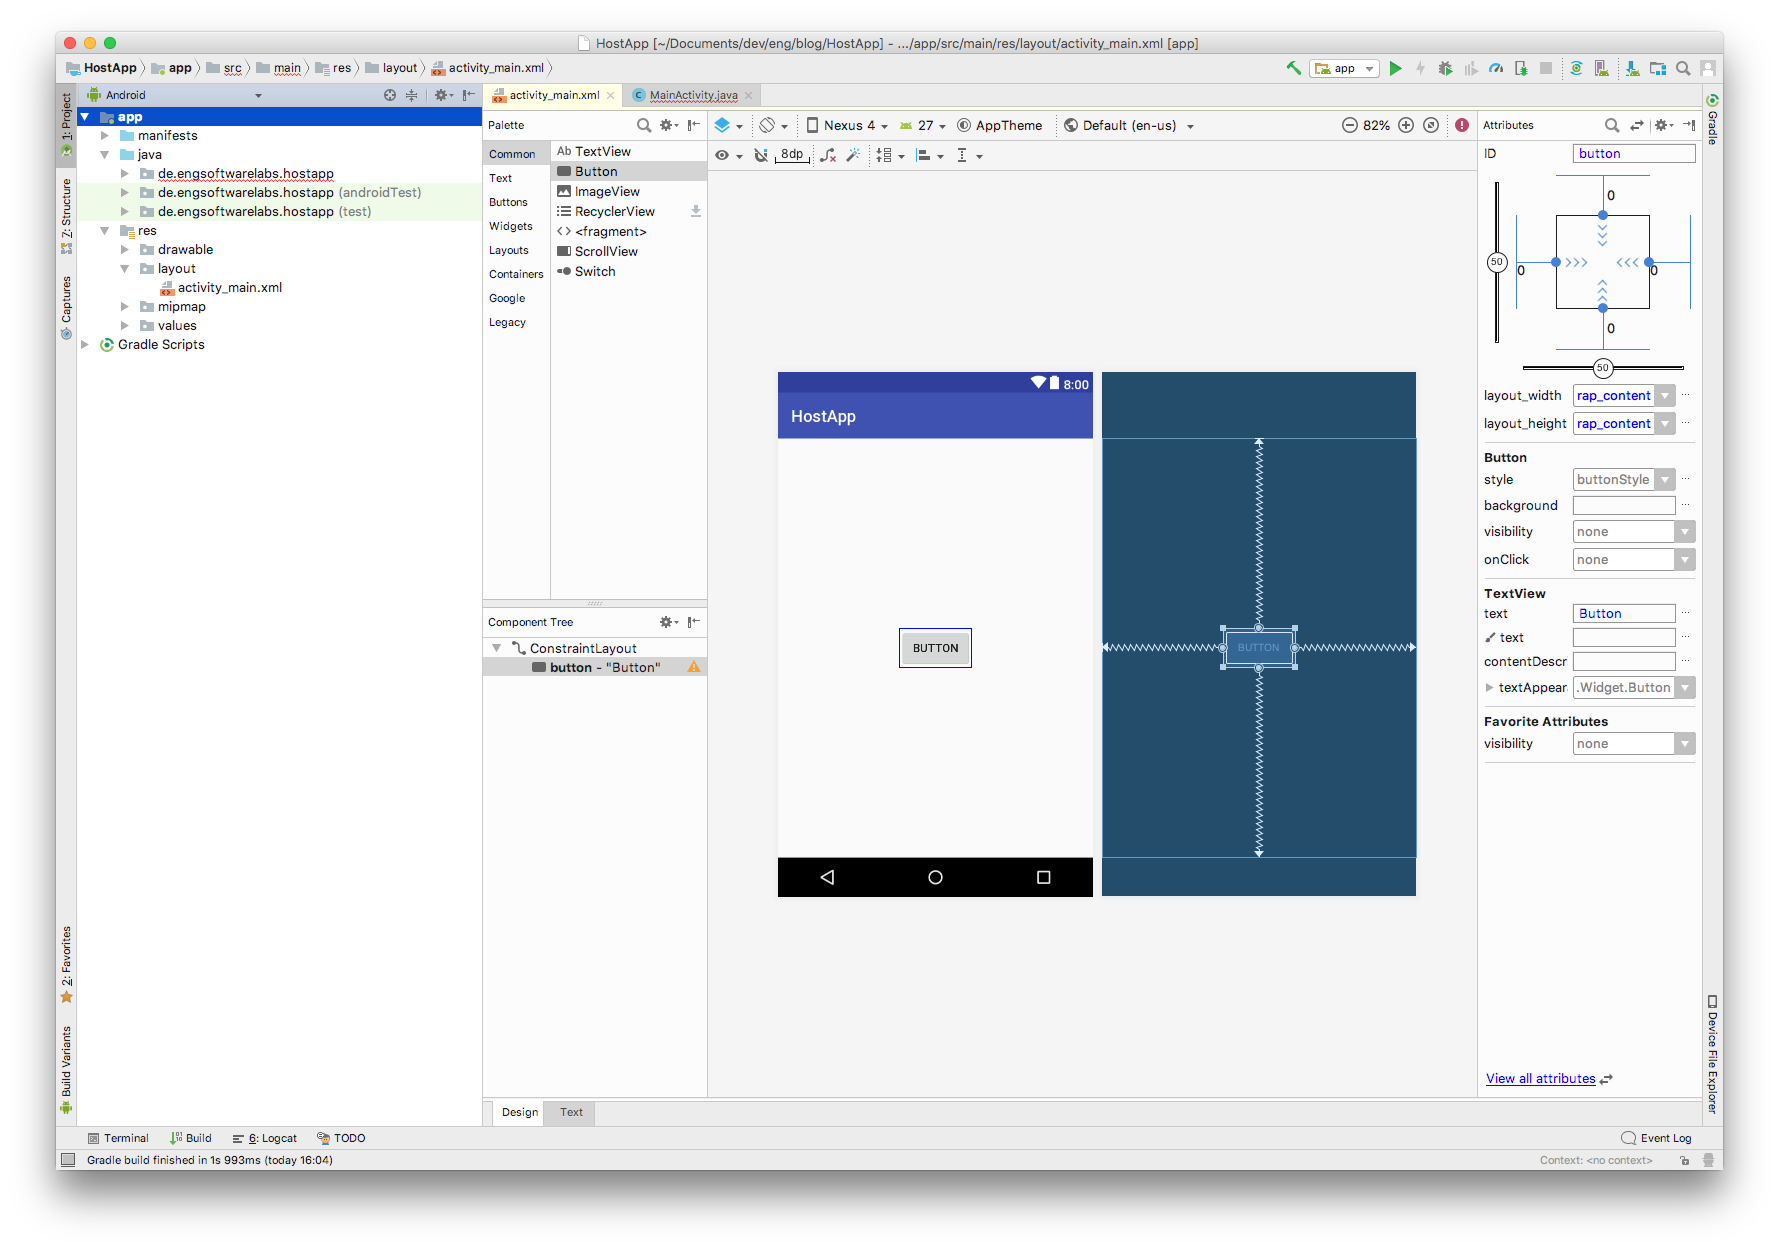 HostApp [~/Documents/dev/eng/blog/HostApp] - .../app/src/main/res/layout/activity_main.xml [app]
HostApp app src main res layout activity_main.xml
app
1: Project
Z: Structure
Captures
2: Favorites
Build Variants
Android
app
manifests
java
de.engsoftwarelabs.hostapp
de.engsoftwarelabs.hostapp (androidTest)
de.engsoftwarelabs.hostapp (test)
res
drawable
layout
activity_main.xml
mipmap
values
Gradle Scripts
activity_main.xml
MainActivity.java
Palette
Common
Text
Buttons
Widgets
Layouts
Containers
Google
Legacy
Ab TextView
Button
ImageView
RecyclerView
<fragment>
ScrollView
Switch
Component Tree
ConstraintLayout
button - "Button"
Nexus 4 27 AppTheme Default (en-us) 82%
8dp
8:00
HostApp
BUTTON
BUTTON
Design Text
Attributes
ID button
0
50 0 0
0
50
layout_width rap_content
layout_height rap_content
Button
style buttonStyle
background
visibility none
onClick none
TextView
text Button
text
contentDescr
textAppear .Widget.Button
Favorite Attributes
visibility none
View all attributes
Gradle
Device File Explorer
Terminal Build 6: Logcat TODO Event Log
Gradle build finished in 1s 993ms (today 16:04) Context: <no context>